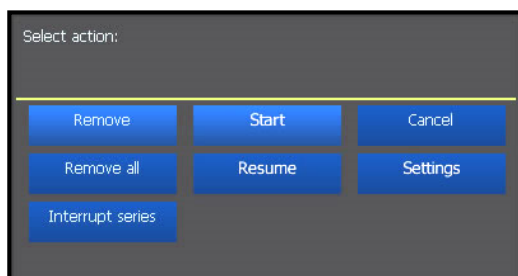 Select action:
Remove Start Cancel
Remove all Resume Settings
Interrupt series